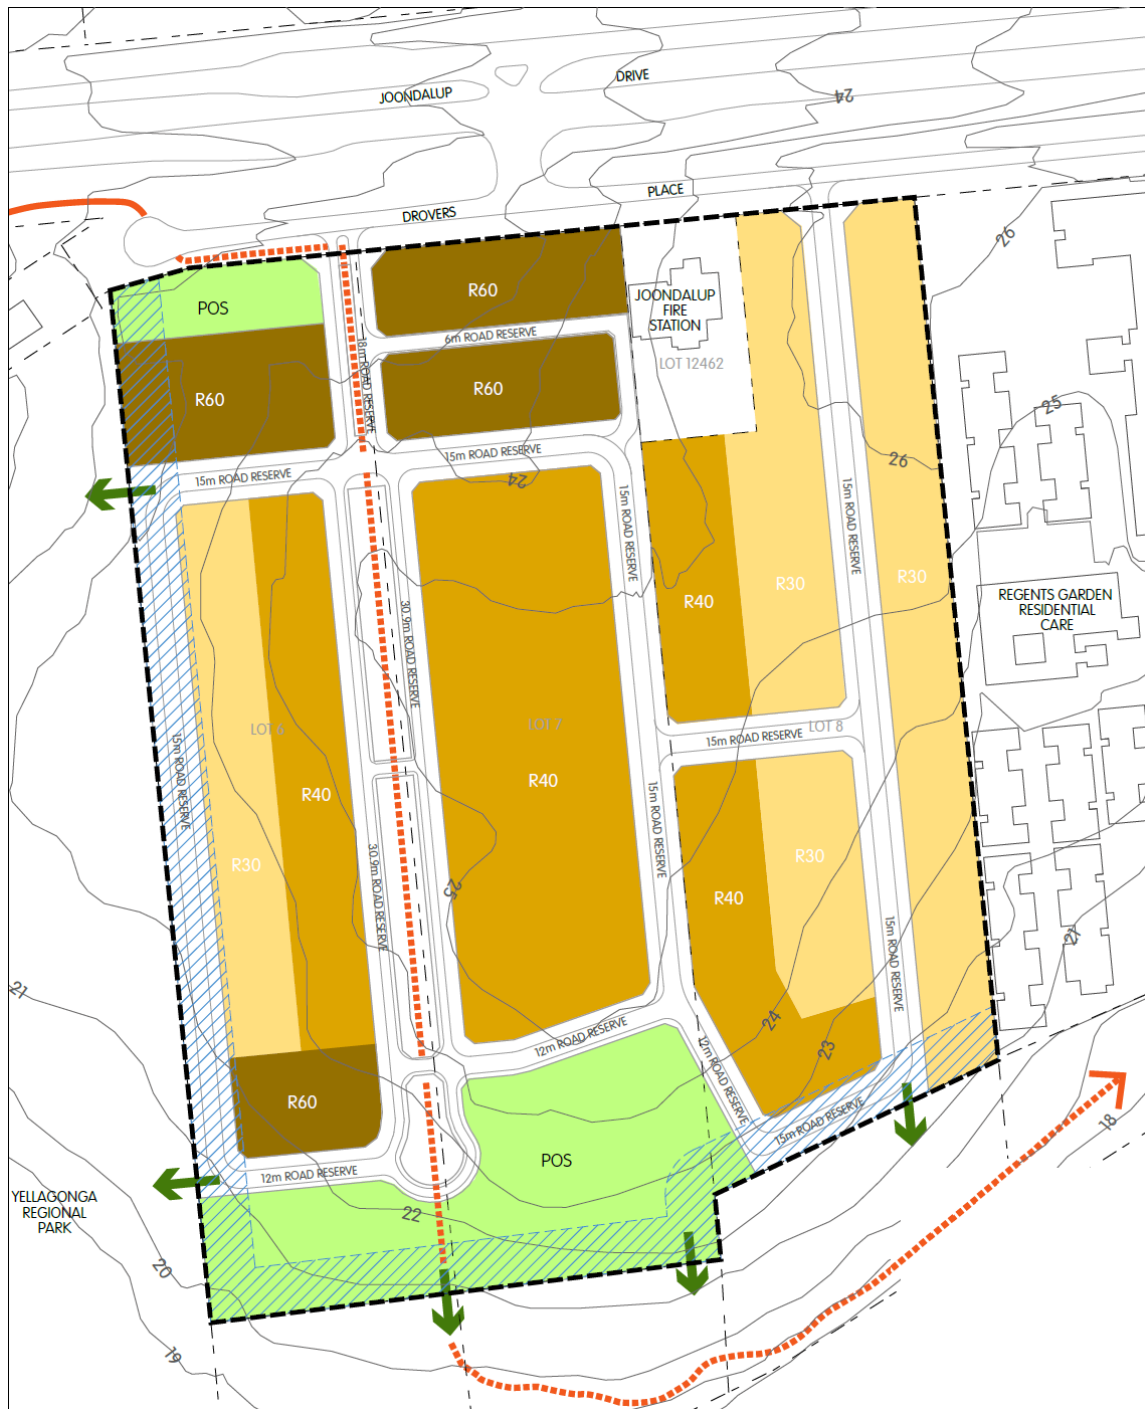 DRIVE
JOONDALUP
24
PLACE
DROVERS
26
R60
JOONDALUP
FIRE
STATION
POS
6m ROAD RESERVE
18m ROAD RESERVE
LOT 12462
R60
R60
25
15m ROAD RESERVE
15m ROAD RESERVE
24
26
15m ROAD RESERVE
15m ROAD RESERVE
R30
R30
R40
REGENTS GARDEN
RESIDENTIAL
CARE
30.9m ROAD RESERVE
LOT 6
LOT 7
LOT 8
15m ROAD RESERVE
15m ROAD RESERVE
R40
R40
15m ROAD RESERVE
R30
R30
30.9m ROAD RESERVE
25
R40
21
15m ROAD RESERVE
21
24
23
12m ROAD RESERVE
12m ROAD RESERVE
R60
15m ROAD RESERVE
18
POS
12m ROAD RESERVE
YELLAGONGA
REGIONAL
PARK
22
20
19